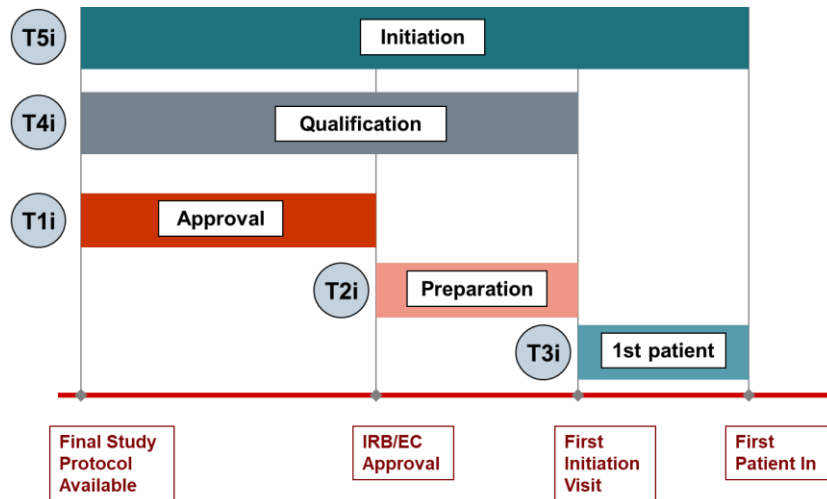 T5i
Initiation
T4i
Qualification
T1i
Approval
T2i
Preparation
T3i
1st patient
Final Study
Protocol
Available
IRB/EC
Approval
First
Initiation
Visit
First
Patient In